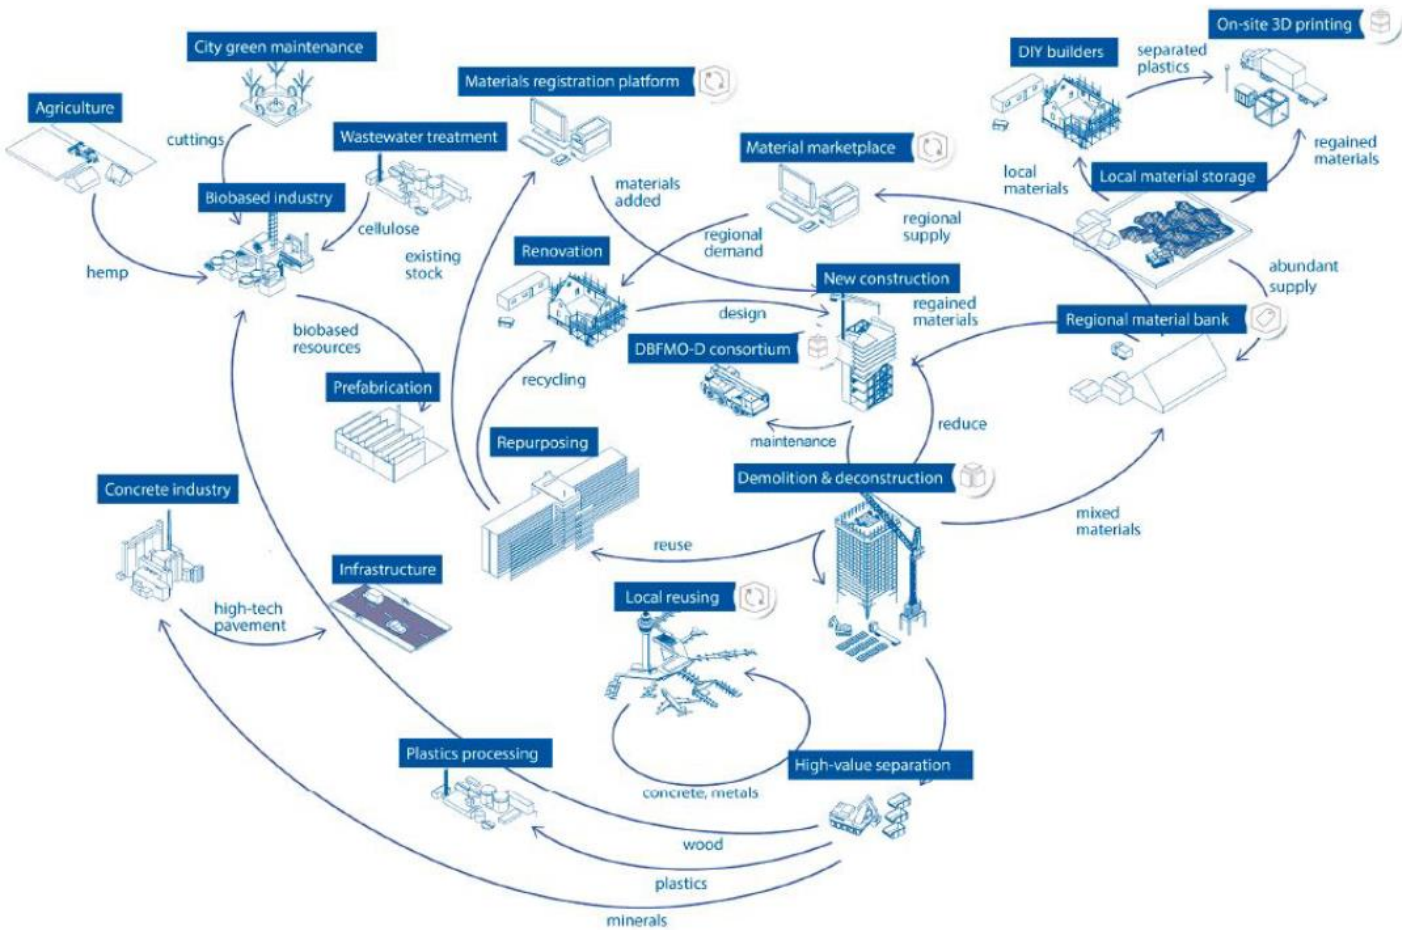 On-site 3D printing
City green maintenance
DIY builders
separated
plastics
Materials registration platform
Agriculture
cuttings
Wastewater treatment
Material marketplace
regained
materials
local
materials
Local material storage
materials
added
Biobased industry
cellulose
regional
supply
regional
demand
existing
stock
Renovation
hemp
abundant
supply
New construction
regained
materials
design
Regional material bank
biobased
resources
DBFMO-D consortium
recycling
Prefabrication
reduce
maintenance
Repurposing
Demolition & deconstruction
Concrete industry
mixed
materials
reuse
Infrastructure
Local reusing
high-tech
pavement
Plastics processing
High-value separation
concrete, metals
wood
plastics
minerals